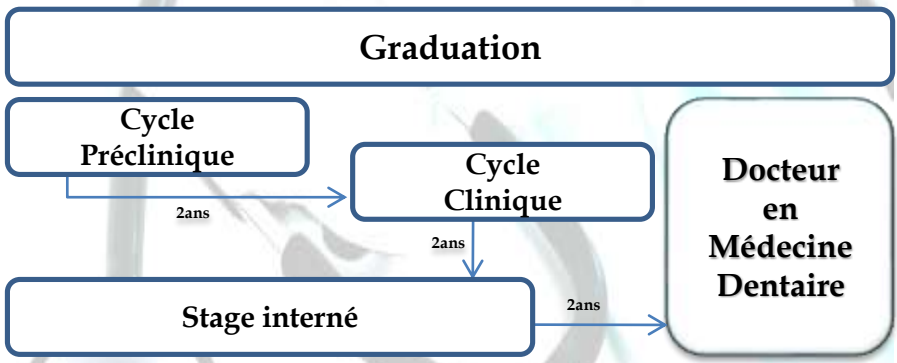 Graduation
Cycle
Préclinique
2ans
Cycle
Clinique
2ans
Stage interné
2ans
Docteur
en
Médecine
Dentaire